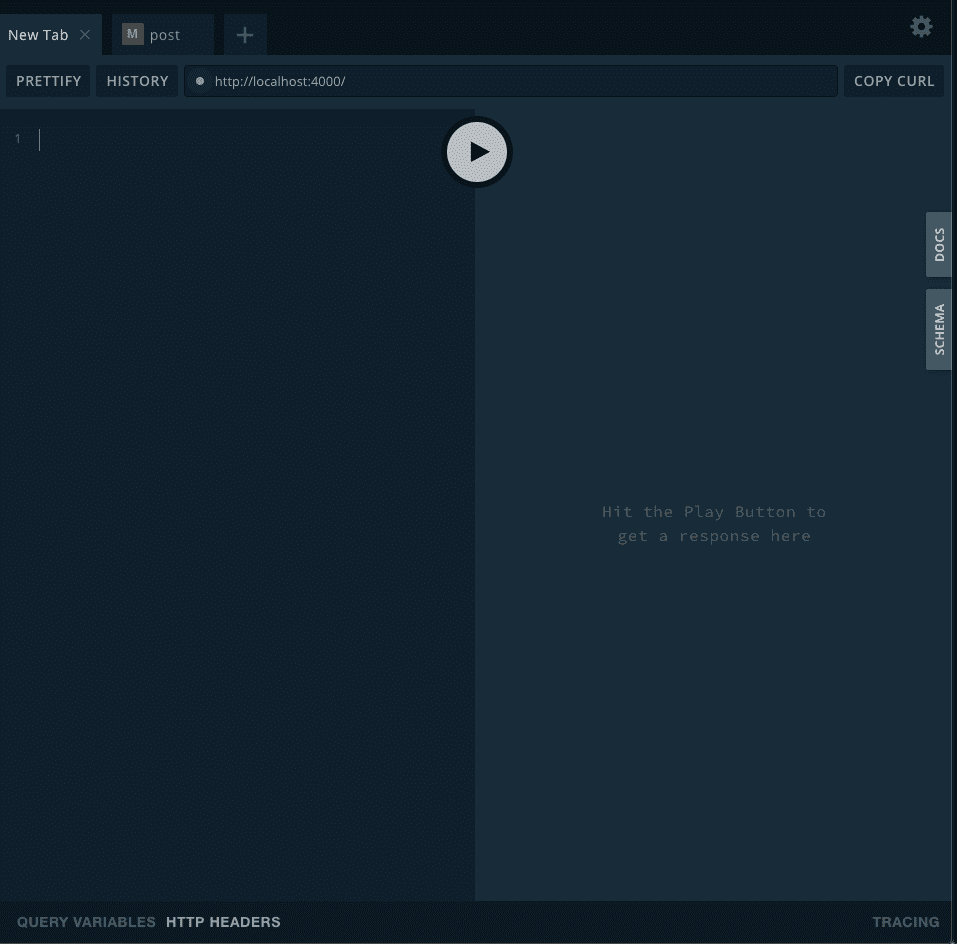 New Tab
M post
PRETTIFY
HISTORY
http://localhost:4000/
COPY CURL
1
DOCS
SCHEMA
Hit the Play Button to
get a response here
QUERY VARIABLES
HTTP HEADERS
TRACING